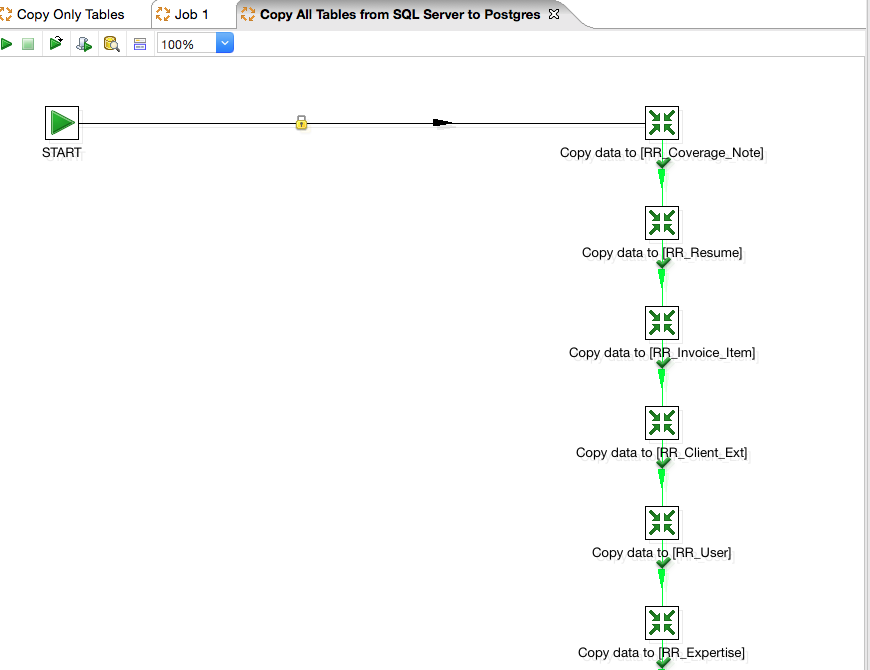 Copy Only Tables
Job 1
Copy All Tables from SQL Server to Postgres
100%
START
Copy data to [RR_Coverage_Note]
Copy data to [RR_Resume]
Copy data to [RR_Invoice_Item]
Copy data to [RR_Client_Ext]
Copy data to [RR_User]
Copy data to [RR_Expertise]